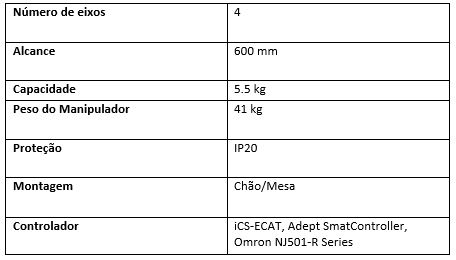 Número de eixos 4
Alcance 600 mm
Capacidade 5.5 kg
Peso do Manipulador 41 kg
Proteção IP20
Montagem Chão/Mesa
Controlador iCS-ECAT, Adept SmatController,
Omron NJ501-R Series